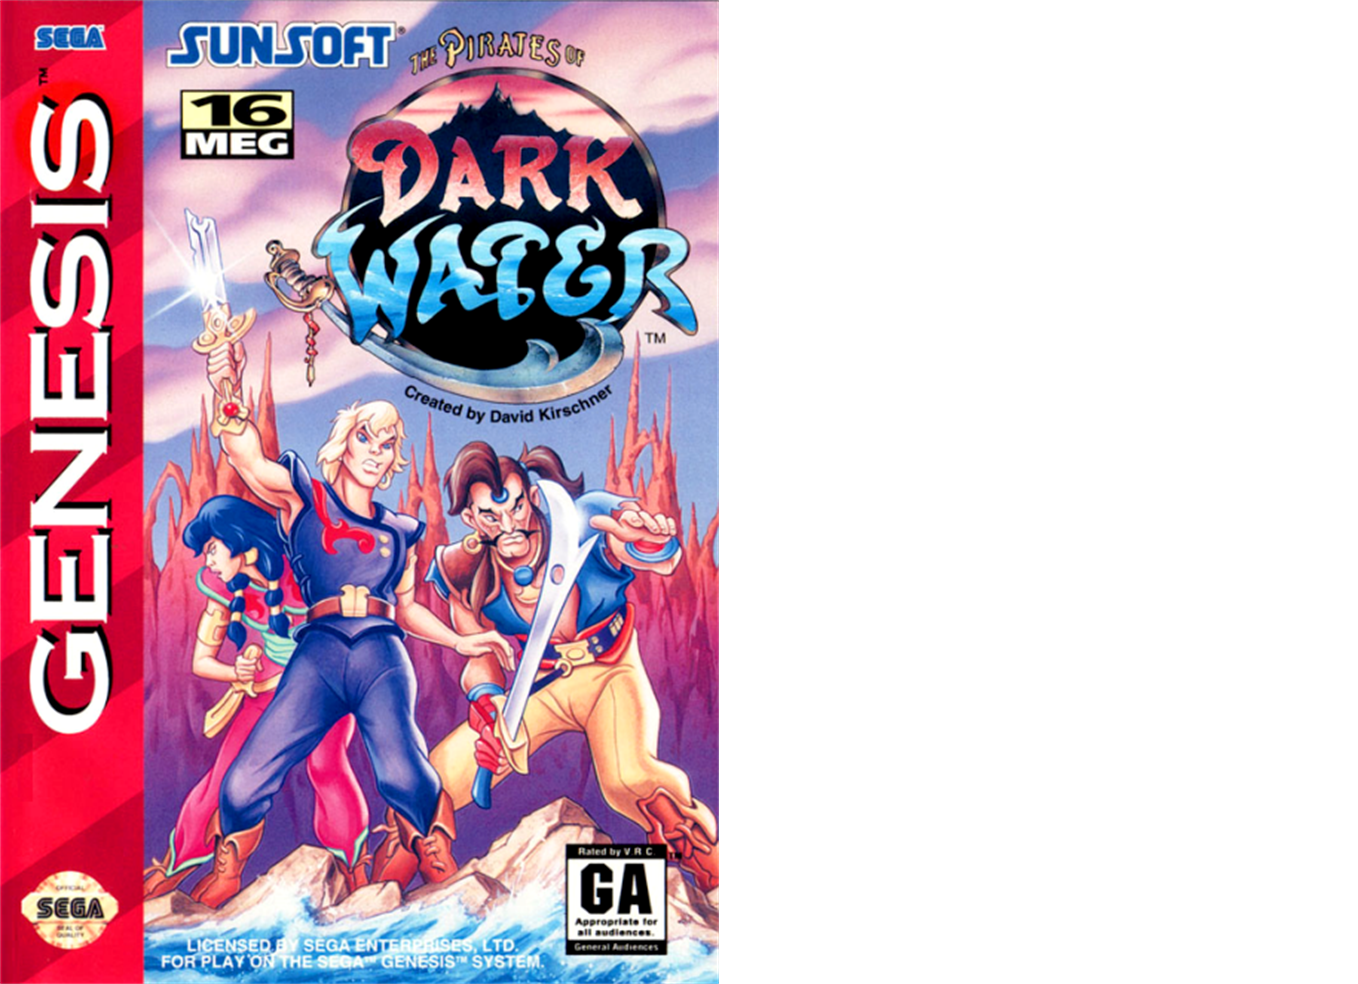 SEGA
GENESIS™
SUNSOFT®
16
MEG
THE PIRATES OF
DARK
WATER
TM
Created by David Kirschner
Rated by V.R.C.
TM
GA
Appropriate for
all audiences.
General Audiences
OFFICIAL
SEGA
SEAL OF
QUALITY
LICENSED BY SEGA ENTERPRISES, LTD.
FOR PLAY ON THE SEGA™ GENESIS™ SYSTEM.